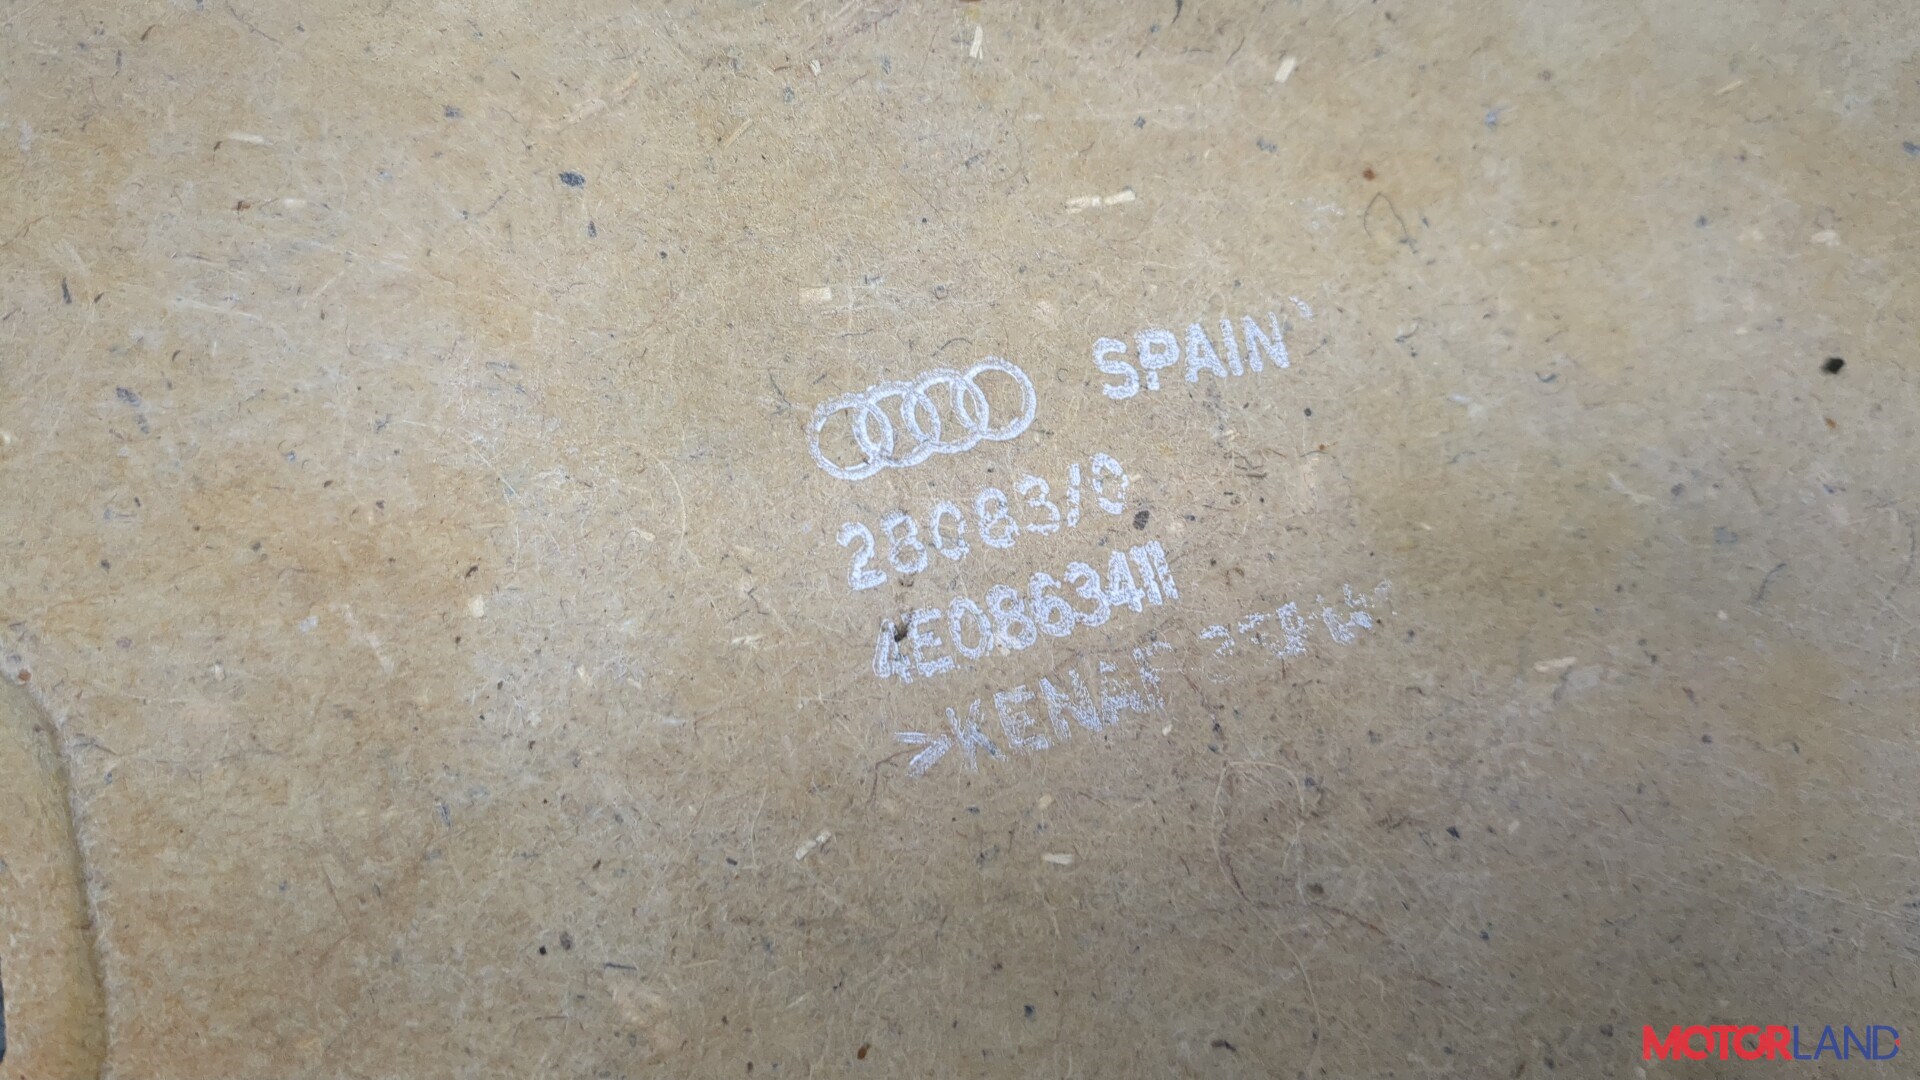 SPAIN
28083/0
4E0863411
>KENAF
MOTORLAND